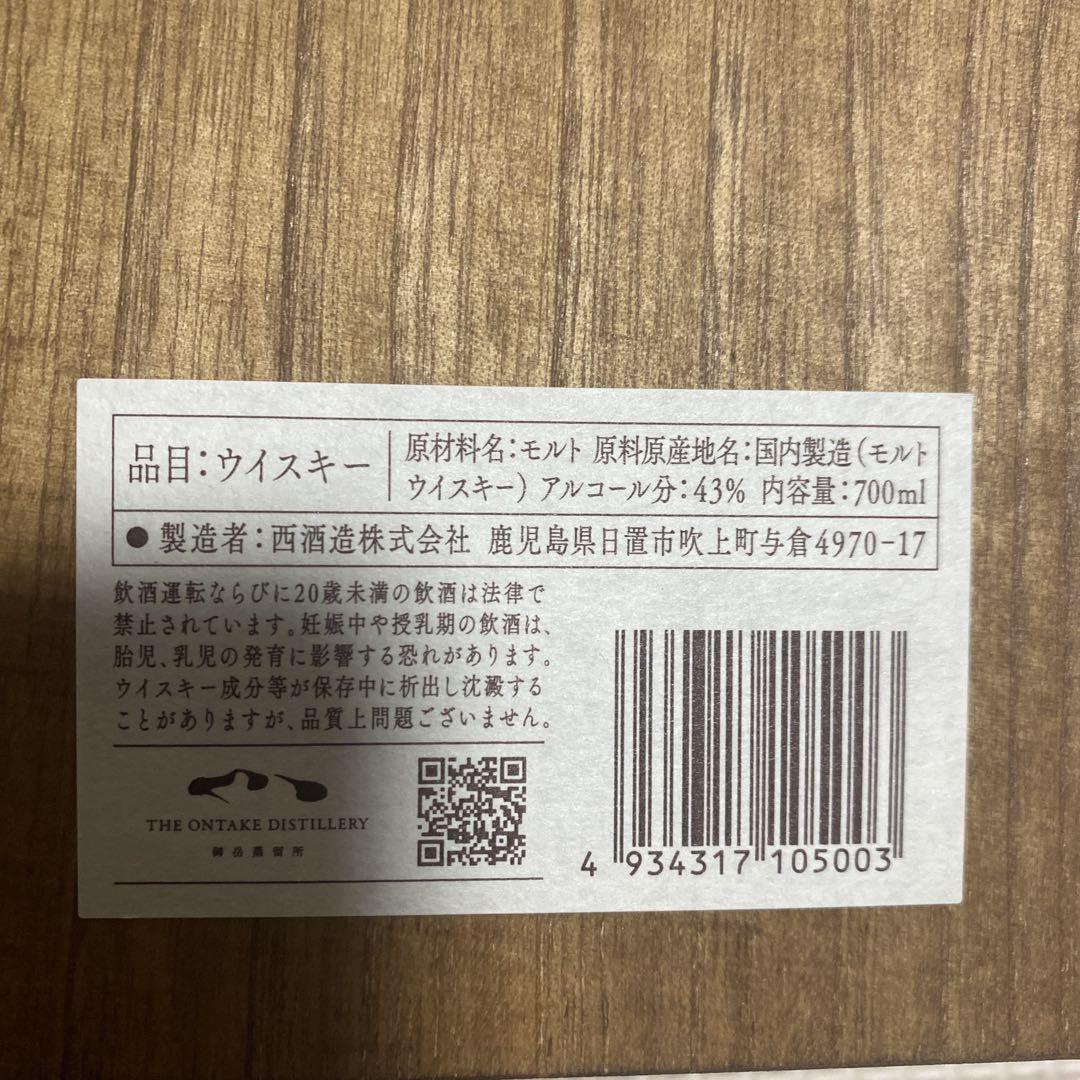 品目:ウイスキー
原材料名:モルト 原料原産地名:国内製造(モルト
ウイスキー) アルコール分:43% 内容量:700ml
●製造者:西酒造株式会社 鹿児島県日置市吹上町与倉4970-17
飲酒運転ならびに20歳未満の飲酒は法律で
禁止されています。妊娠中や授乳期の飲酒は、
胎児、乳児の発育に影響する恐れがあります。
ウイスキー成分等が保存中に析出し沈澱する
ことがありますが、品質上問題ございません。
THE ONTAKE DISTILLERY
御岳蒸留所
4 934317 105003